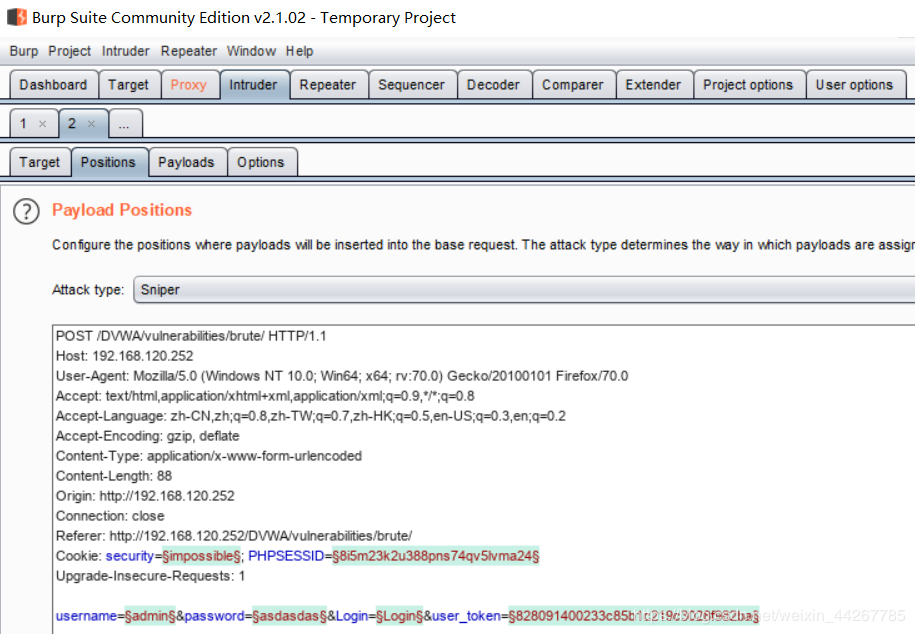 Burp Suite Community Edition v2.1.02 - Temporary Project
Burp Project Intruder Repeater Window Help
Dashboard Target Proxy Intruder Repeater Sequencer Decoder Comparer Extender Project options User options
1 × 2 × ...
Target Positions Payloads Options
? Payload Positions
Configure the positions where payloads will be inserted into the base request. The attack type determines the way in which payloads are assign
Attack type: Sniper
POST /DVWA/vulnerabilities/brute/ HTTP/1.1
Host: 192.168.120.252
User-Agent: Mozilla/5.0 (Windows NT 10.0; Win64; x64; rv:70.0) Gecko/20100101 Firefox/70.0
Accept: text/html,application/xhtml+xml,application/xml;q=0.9,*/*;q=0.8
Accept-Language: zh-CN,zh;q=0.8,zh-TW;q=0.7,zh-HK;q=0.5,en-US;q=0.3,en;q=0.2
Accept-Encoding: gzip, deflate
Content-Type: application/x-www-form-urlencoded
Content-Length: 88
Origin: http://192.168.120.252
Connection: close
Referer: http://192.168.120.252/DVWA/vulnerabilities/brute/
Cookie: security=§impossible§; PHPSESSID=§8i5m23k2u388pns74qv5lvma24§
Upgrade-Insecure-Requests: 1
username=§admin§&password=§asdasdas§&Login=§Login§&user_token=